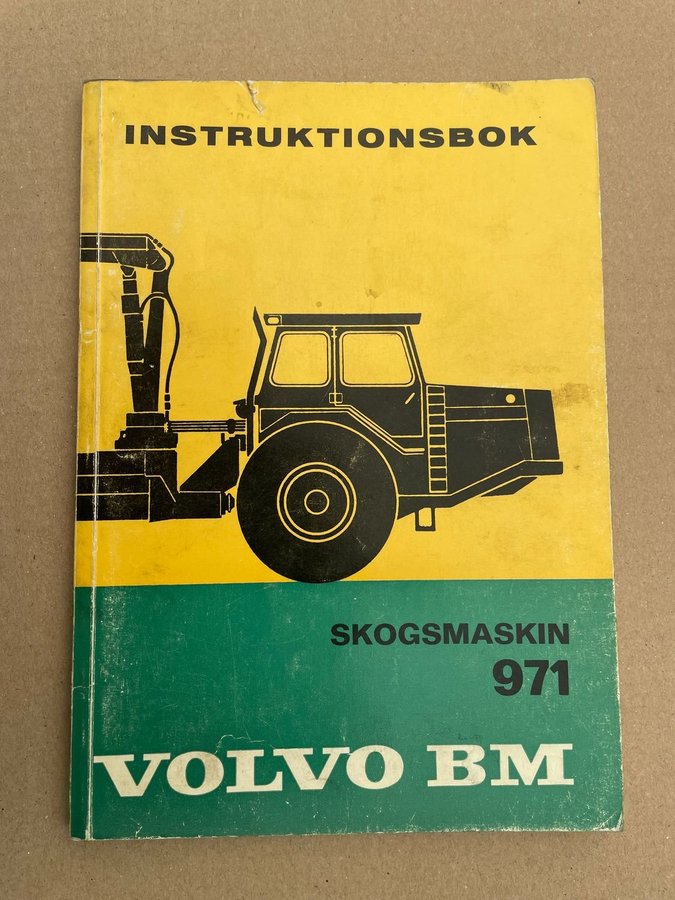 INSTRUKTIONSBOK
SKOGSMASKIN
971
VOLVO BM